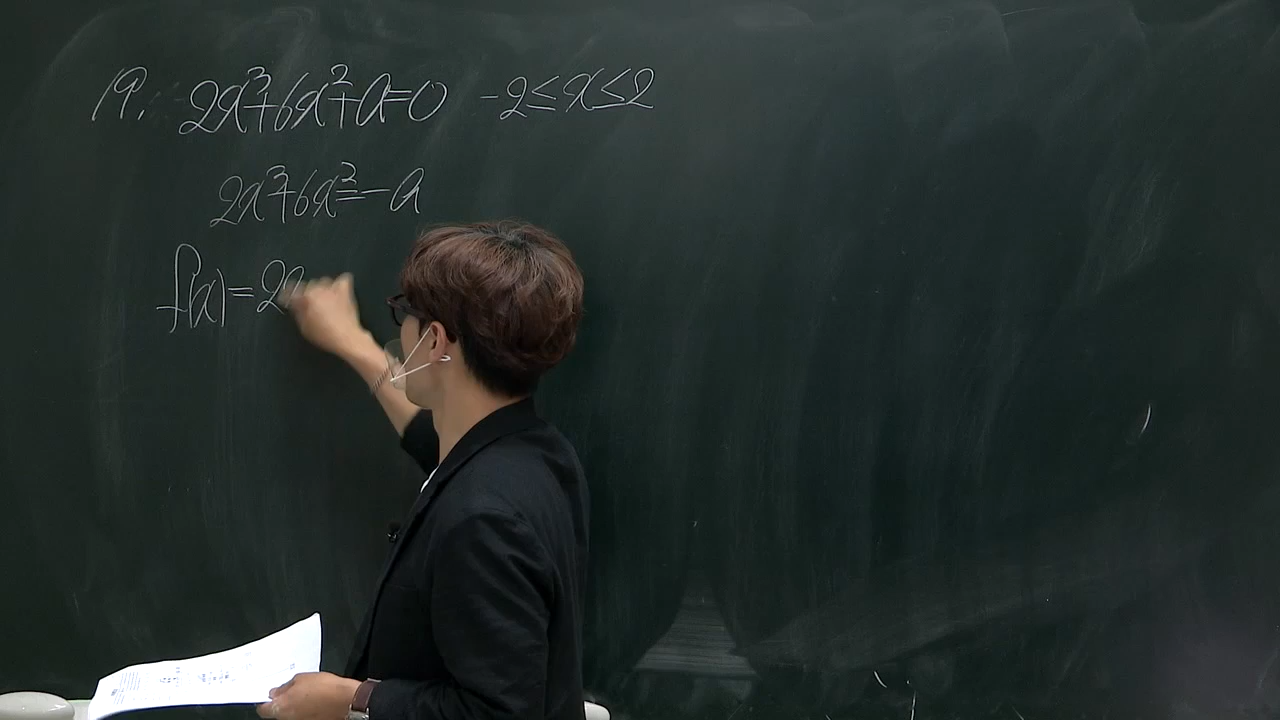 19. 2x³+6x²+a=0 -2≤x≤2
2x³+6x²=-a
f(x)=2x